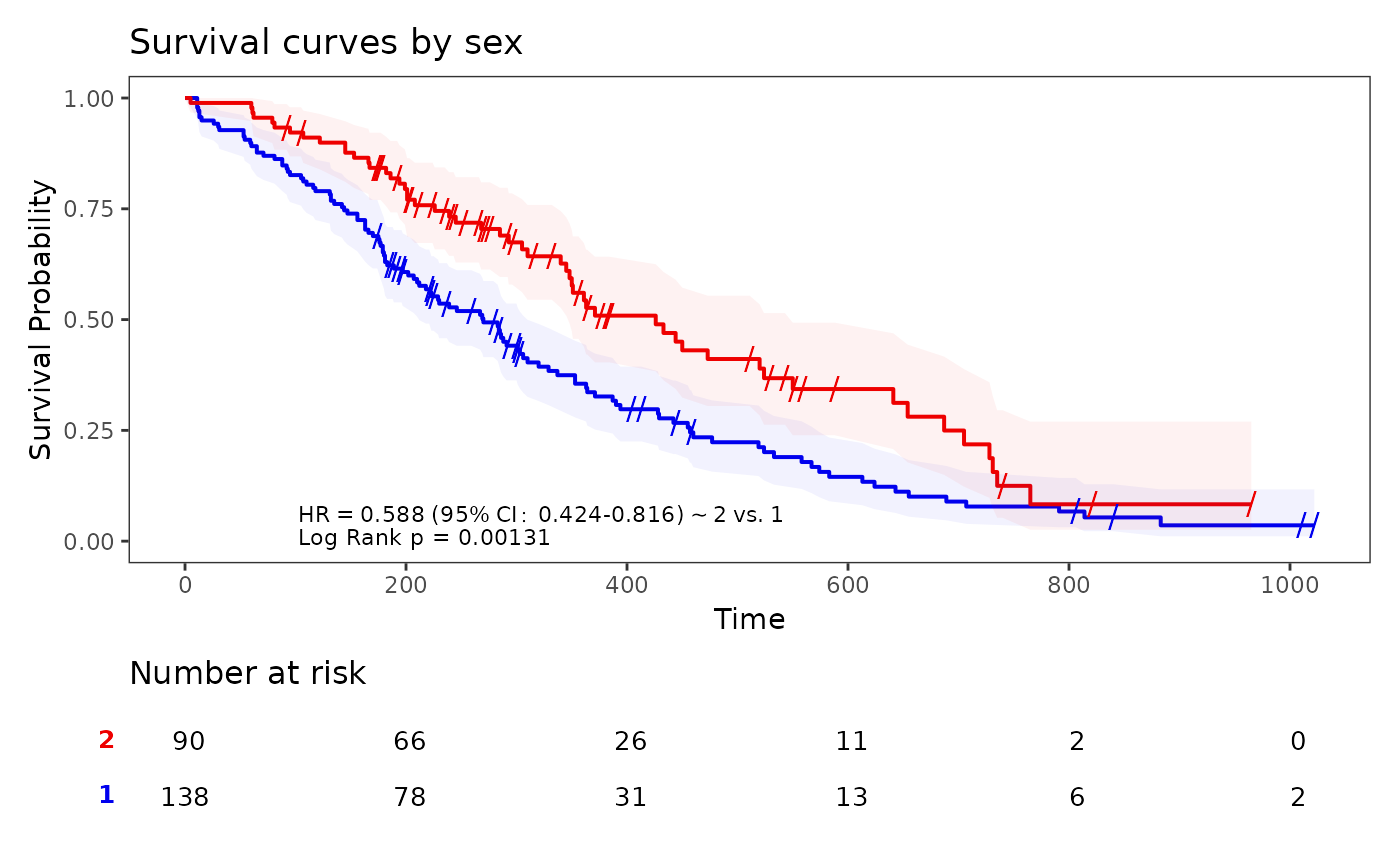 Survival curves by sex
Survival Probability
1.00
0.75
0.50
0.25
0.00
HR = 0.588 (95% CI: 0.424-0.816) ~ 2 vs. 1
Log Rank p = 0.00131
0 200 400 600 800 1000
Time
Number at risk
2 90 66 26 11 2 0
1 138 78 31 13 6 2